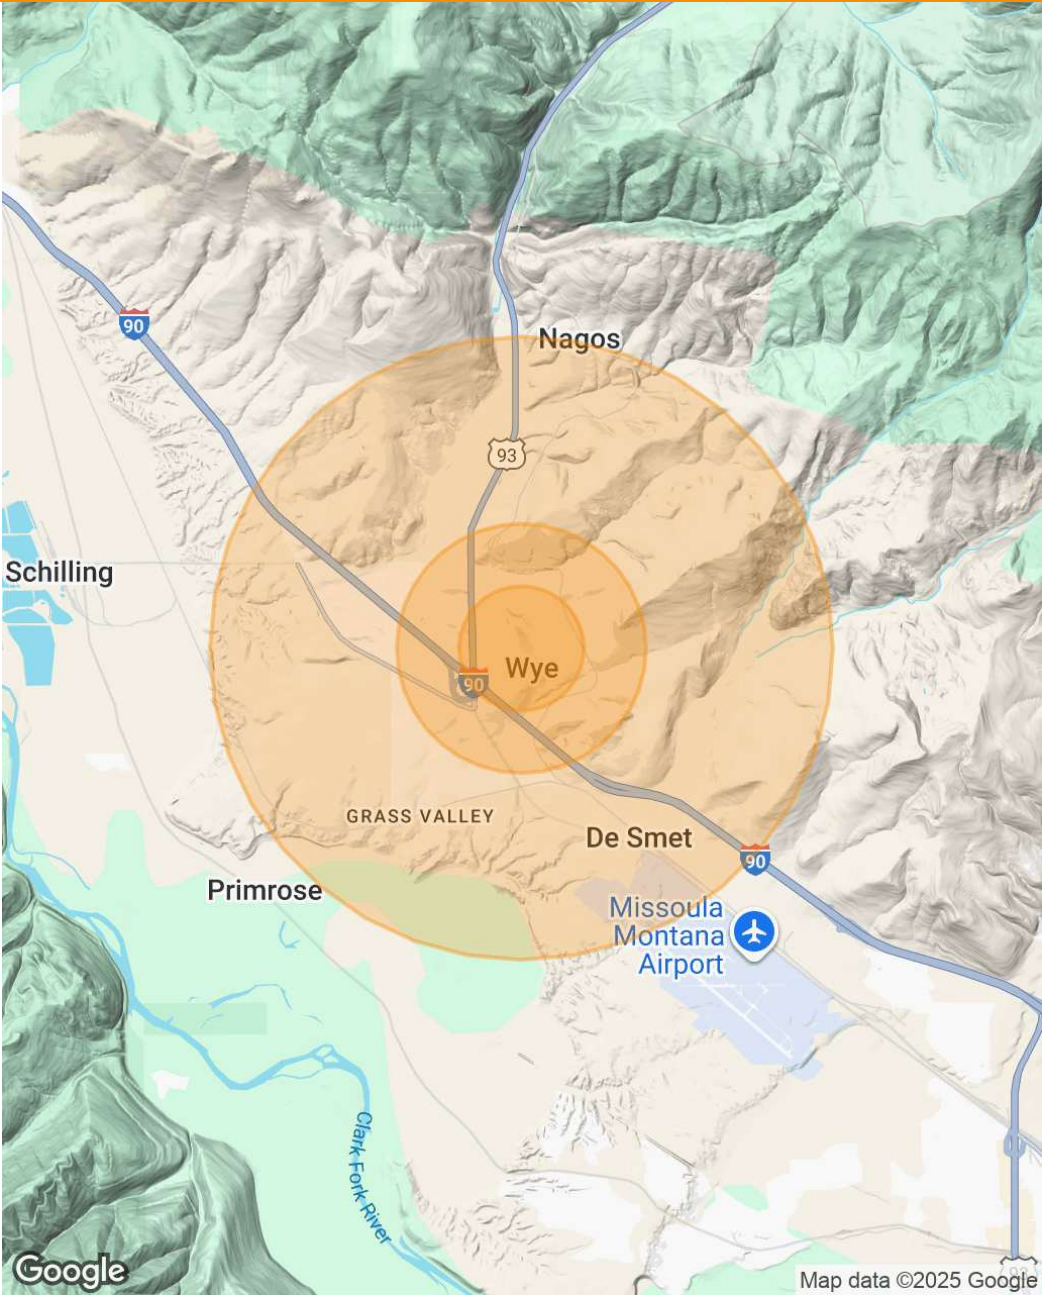 90
Nagos
93
Schilling
Wye
90
GRASS VALLEY
De Smet
90
Primrose
Missoula
Montana
Airport
Clark Fork River
93
Google
Map data ©2025 Google